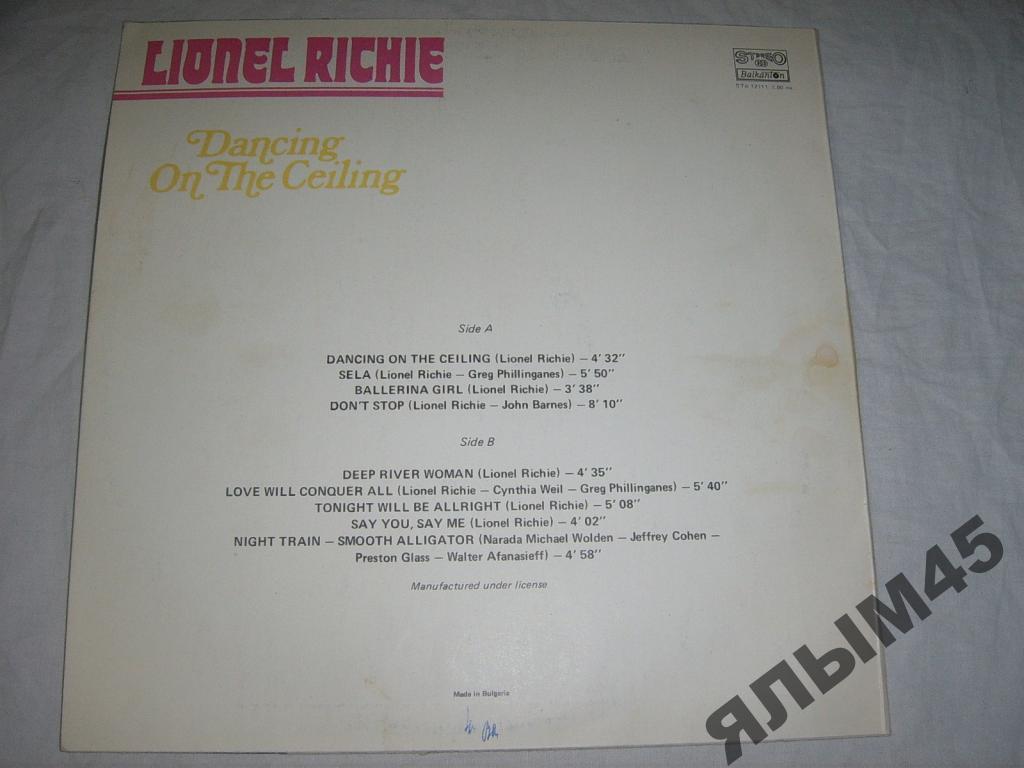 LIONEL RICHIE
STEREO
Balkanton
Dancing
On The Ceiling
Side A
DANCING ON THE CEILING (Lionel Richie) – 4' 32"
SELA (Lionel Richie – Greg Phillinganes) – 5' 50"
BALLERINA GIRL (Lionel Richie) – 3' 38"
DON'T STOP (Lionel Richie – John Barnes) – 8' 10"
Side B
DEEP RIVER WOMAN (Lionel Richie) – 4' 35"
LOVE WILL CONQUER ALL (Lionel Richie – Cynthia Weil – Greg Phillinganes) – 5' 40"
TONIGHT WILL BE ALLRIGHT (Lionel Richie) – 5' 08"
SAY YOU, SAY ME (Lionel Richie) – 4' 02"
NIGHT TRAIN – SMOOTH ALLIGATOR (Narada Michael Wolden – Jeffrey Cohen –
Preston Glass – Walter Afanasieff) – 4' 58"
Manufactured under license
Made in Bulgaria
ЯЛЫМ45